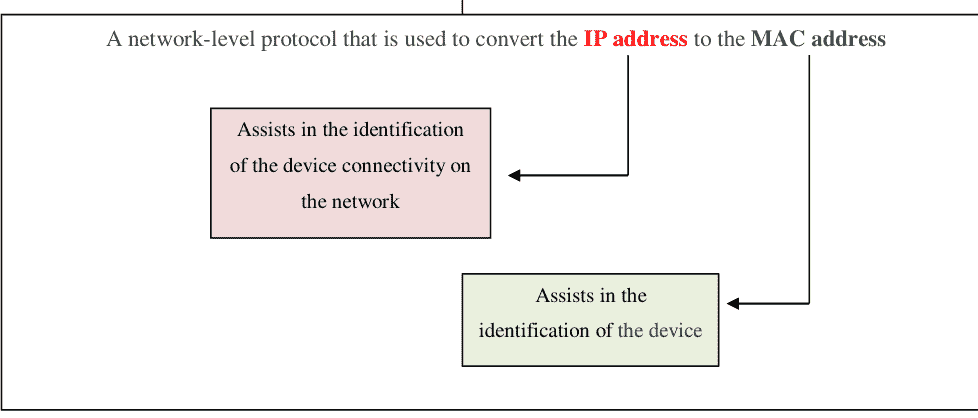 A network-level protocol that is used to convert the IP address to the MAC address
Assists in the identification
of the device connectivity on
the network
Assists in the
identification of the device